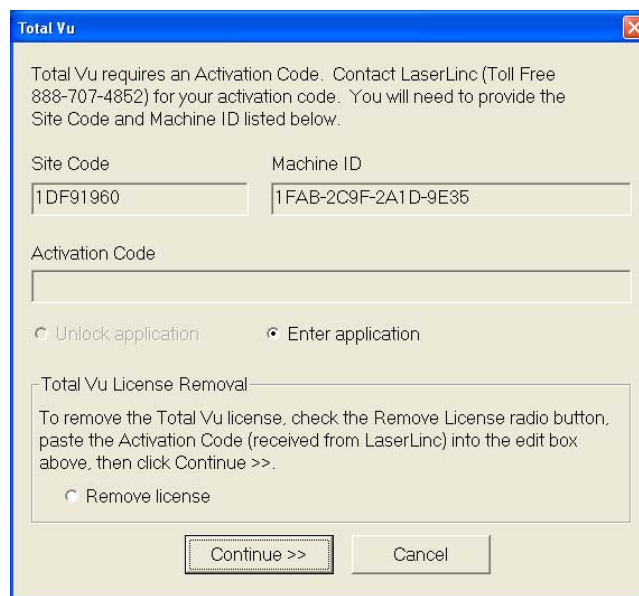 Total Vu
Total Vu requires an Activation Code. Contact LaserLinc (Toll Free
888-707-4852) for your activation code. You will need to provide the
Site Code and Machine ID listed below.
Site Code Machine ID
1DF91960 1FAB-2C9F-2A1D-9E35
Activation Code
Unlock application Enter application
Total Vu License Removal
To remove the Total Vu license, check the Remove License radio button,
paste the Activation Code (received from LaserLinc) into the edit box
above, then click Continue >>.
Remove license
Continue >> Cancel